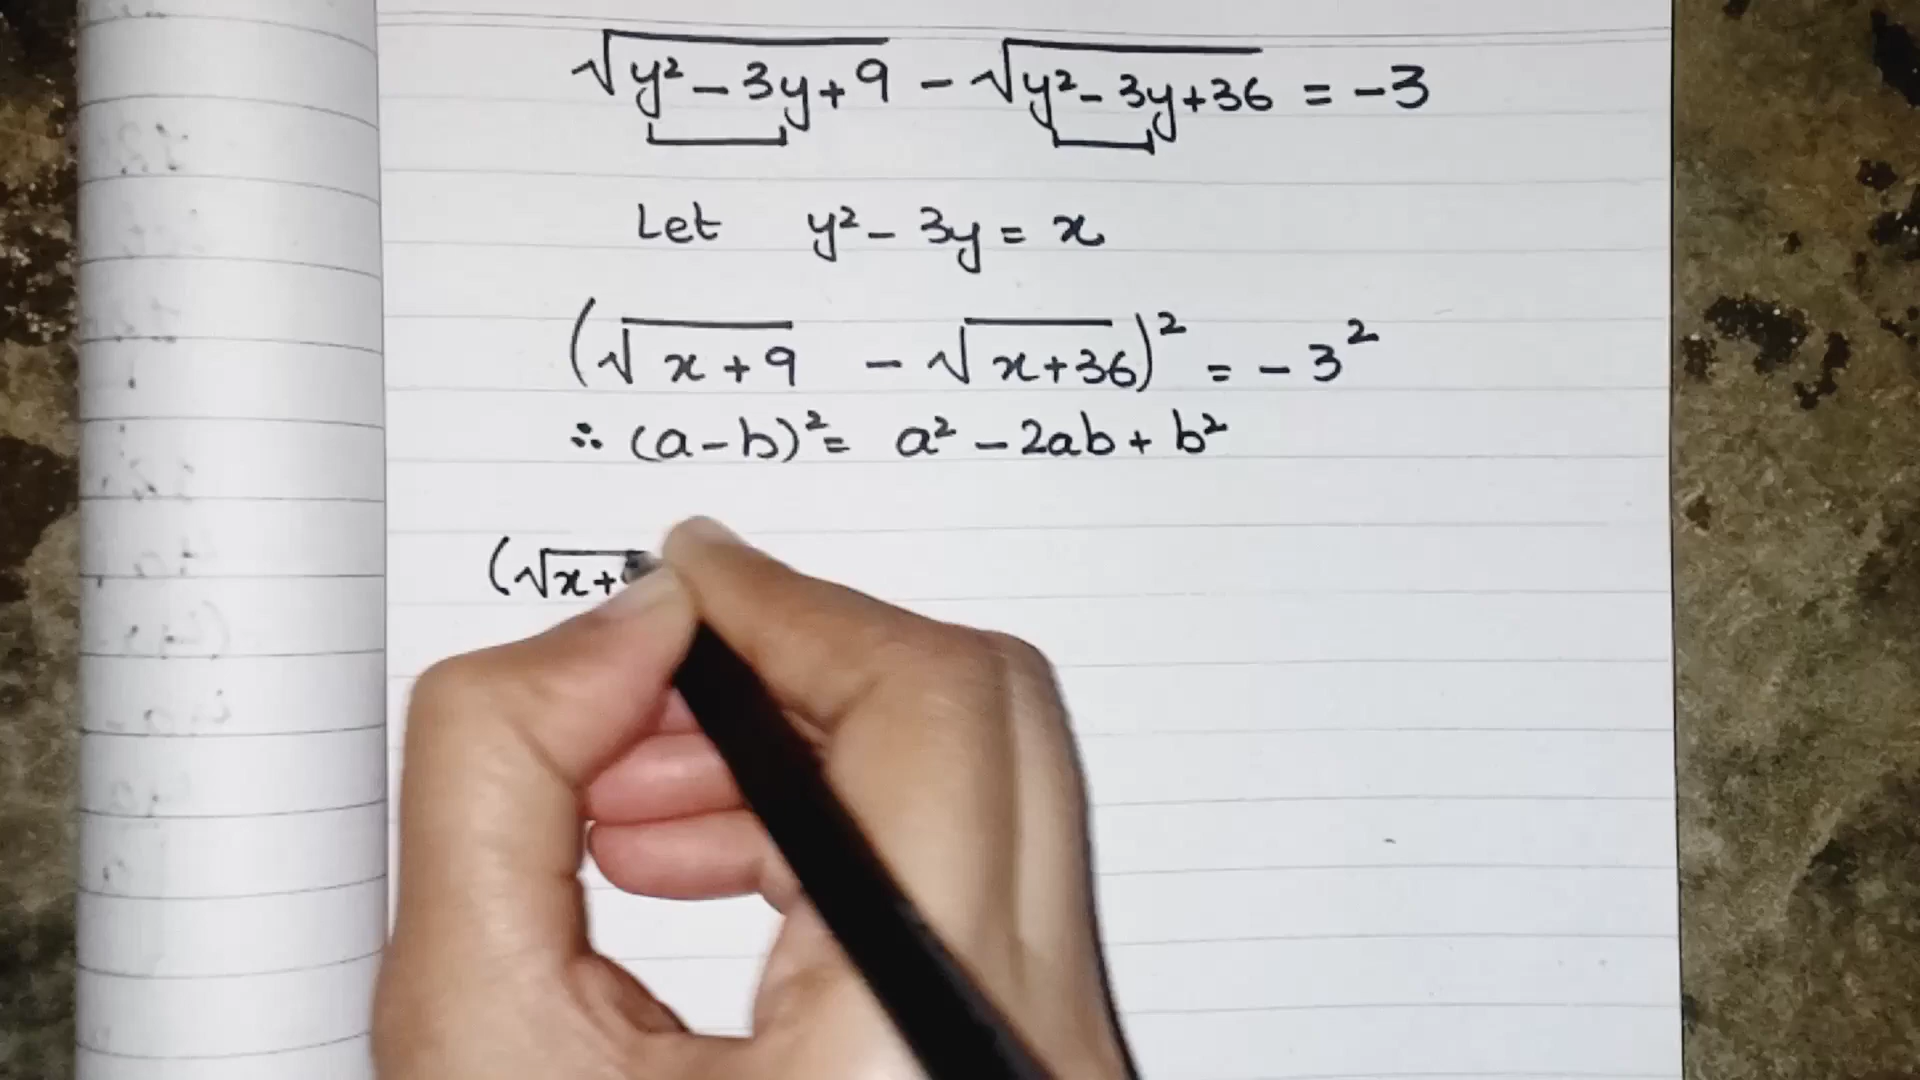 √(y² - 3y + 9) - √(y² - 3y + 36) = -3
Let y² - 3y = x
(√(x + 9) - √(x + 36))² = -3²
∴ (a - b)² = a² - 2ab + b²
(√x +